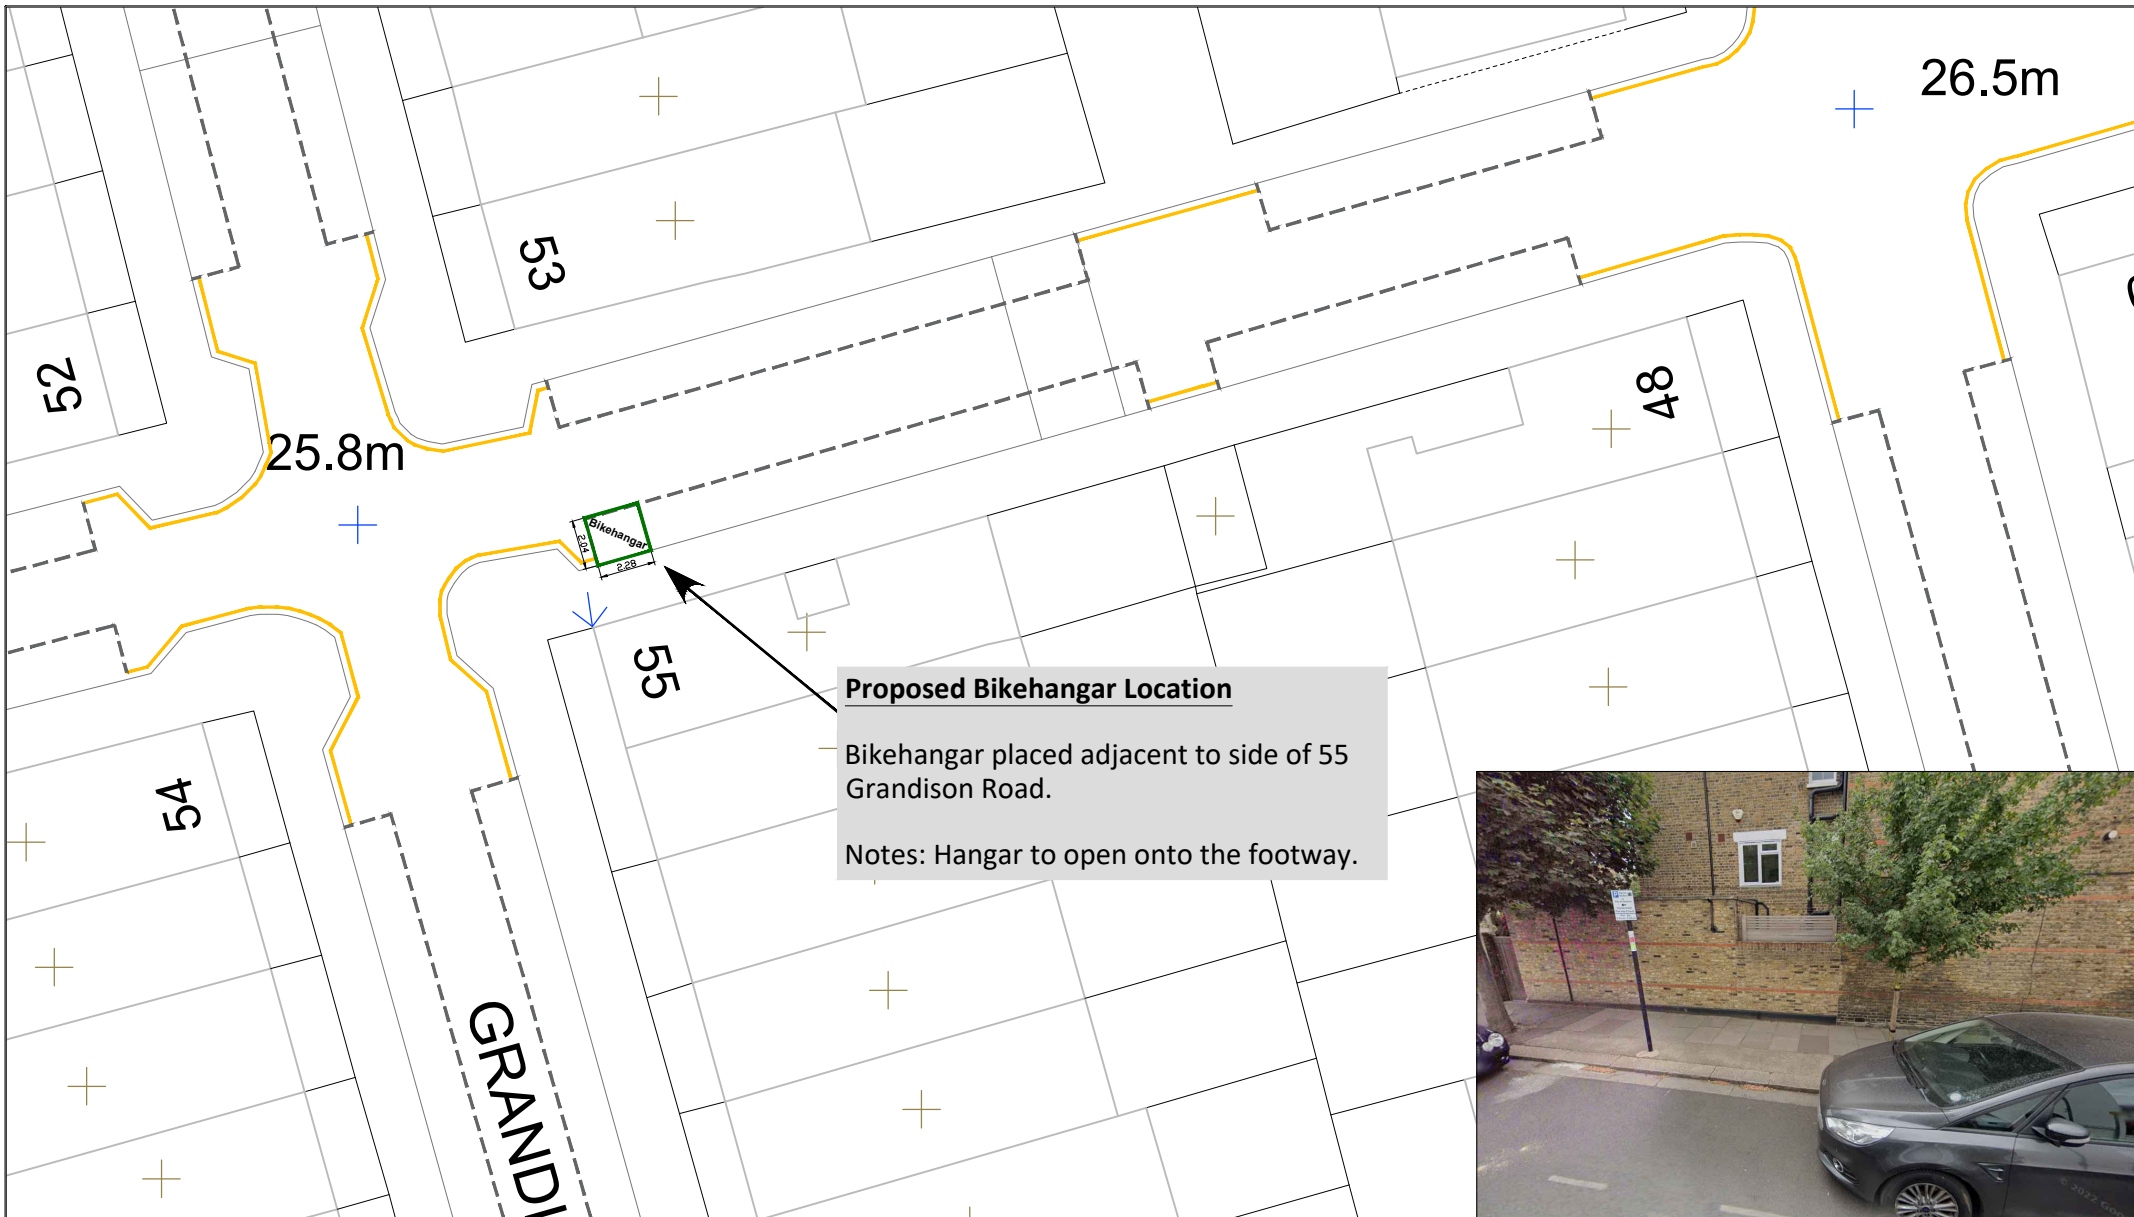 26.5m
53
52
48
25.8m
Bikehangar
2.04
2.28
55
Proposed Bikehangar Location
Bikehangar placed adjacent to side of 55
Grandison Road.
Notes: Hangar to open onto the footway.
54
GRANDI